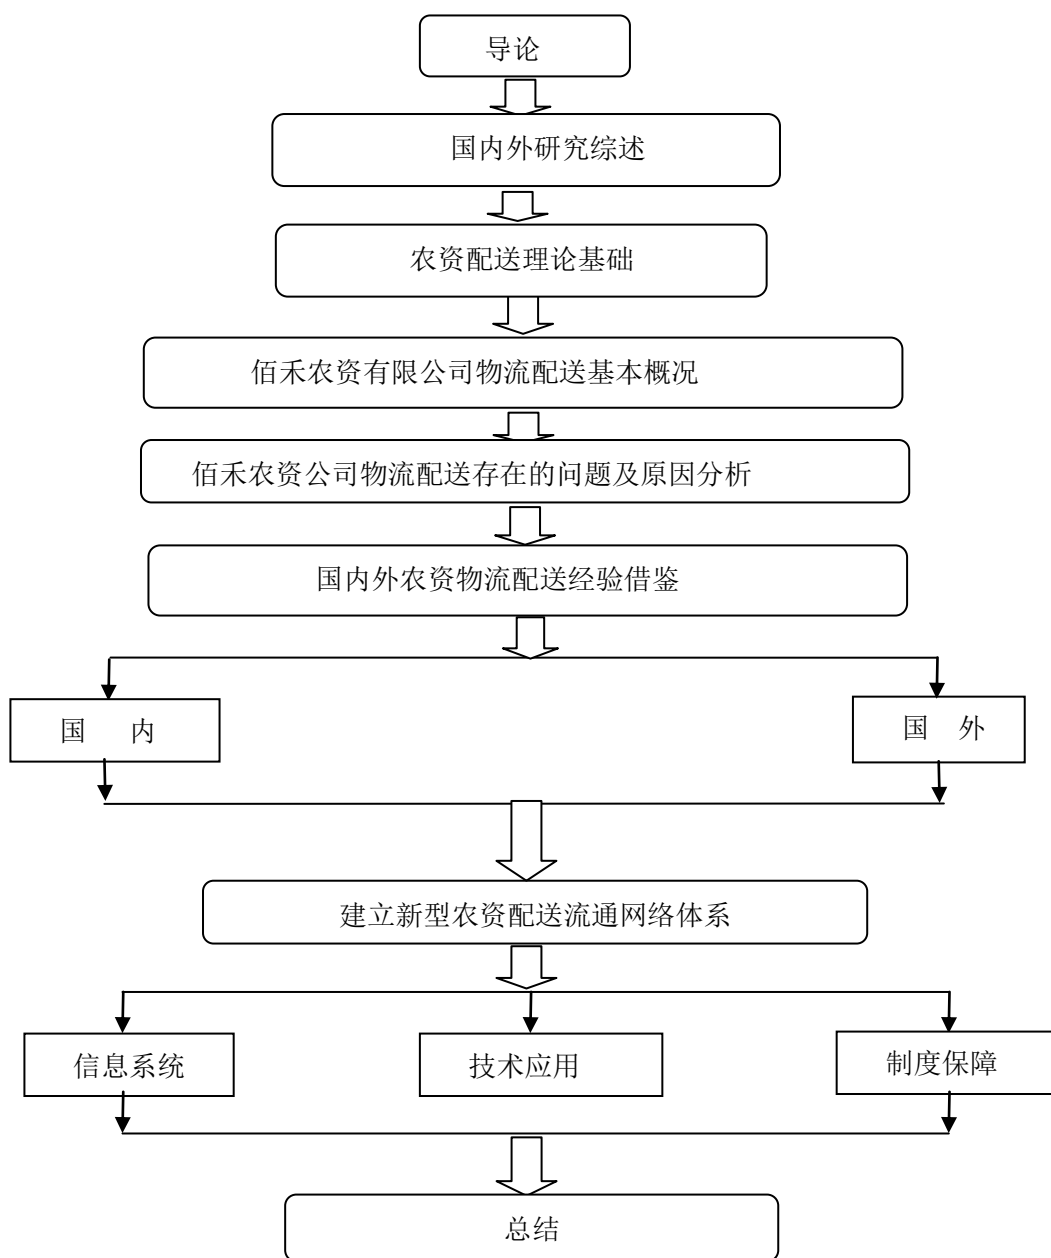 导论
国内外研究综述
农资配送理论基础
佰禾农资有限公司物流配送基本概况
佰禾农资公司物流配送存在的问题及原因分析
国内外农资物流配送经验借鉴
国 内
国 外
建立新型农资配送流通网络体系
信息系统
技术应用
制度保障
总结